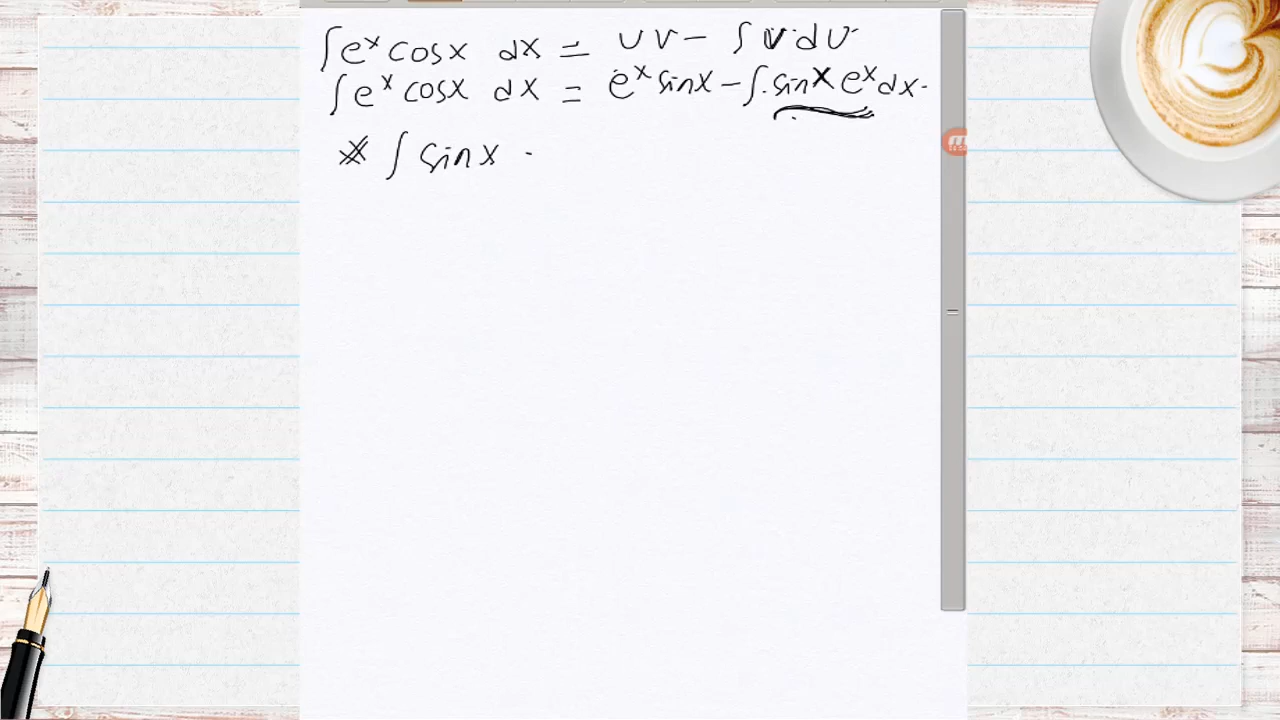 ∫eˣ cosx dx = UV - ∫V dU
∫eˣ cosx dx = eˣ sinx - ∫sinx eˣ dx.
* ∫ sinx